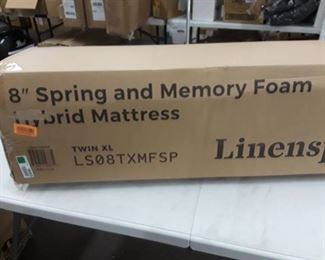 8" Spring and Memory Foam
Hybrid Mattress
TWIN XL
LS08TXMFSP
Linensp